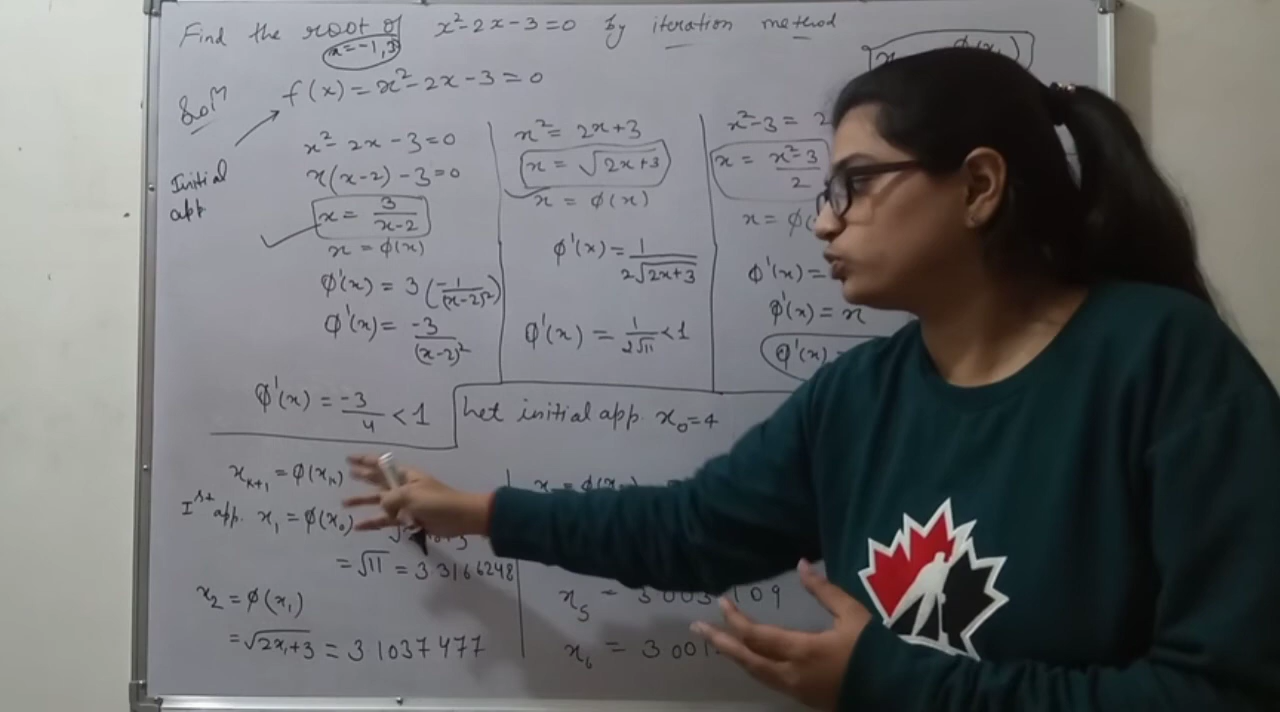 Find the root of x²-2x-3=0 by iteration method
x=-1,3
Solⁿ
f(x) = x²-2x-3=0
Initial
app
x²-2x-3=0
x(x-2)-3=0
x = 3/(x-2)
x = φ(x)
φ'(x) = 3(-1/(x-2)²)
φ'(x) = -3/(x-2)²
φ'(x) = -3/4 < 1
x² = 2x+3
x = √(2x+3)
x = φ(x)
φ'(x) = 1/(2√(2x+3))
φ'(x) = 1/(2√11) < 1
x²-3 = 2
x = (x²-3)/2
x = φ(
φ'(x) =
φ'(x) = x
φ'(x) =
Let initial app. x₀=4
xₖ₊₁ = φ(xₖ)
Iˢᵗ app. x₁ = φ(x₀)
= √11 = 3.3166248
x₂ = φ(x₁)
= √(2x₁+3) = 3.1037477
x₅ =
x₆ =